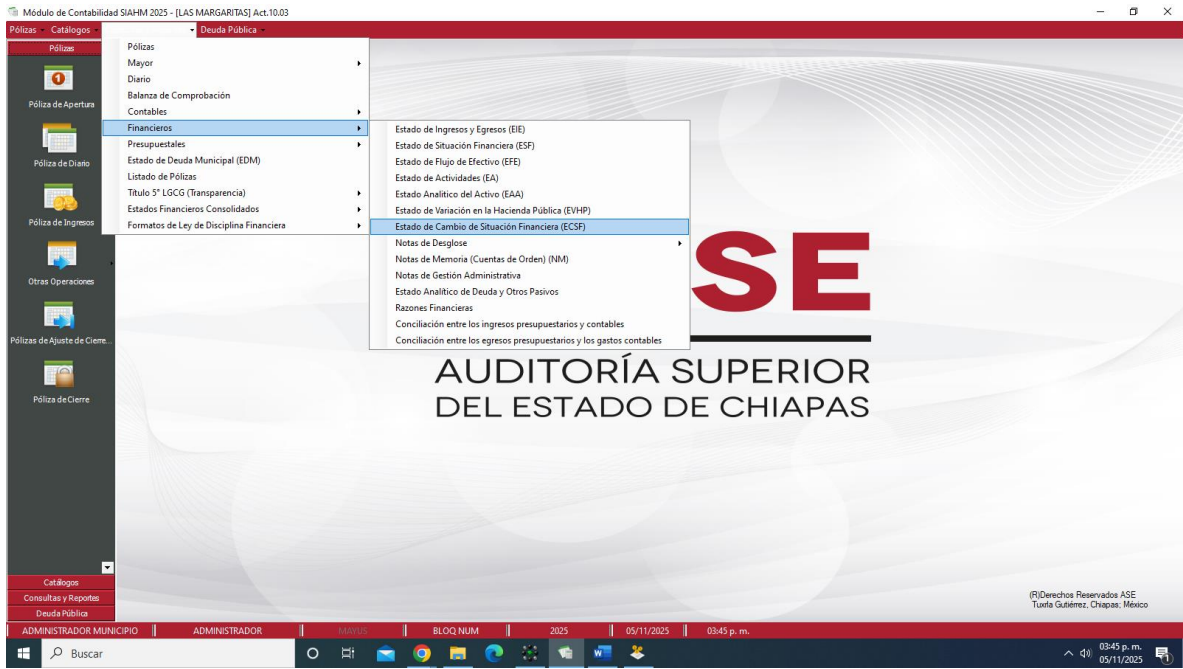 Módulo de Contabilidad SIAHM 2025 - [LAS MARGARITAS] Act.10.03
Pólizas Catálogos Deuda Pública
Pólizas
Póliza de Apertura
Póliza de Diario
Póliza de Ingresos
Otras Operaciones
Pólizas de Ajuste de Cierre...
Póliza de Cierre
Catálogos
Consultas y Reportes
Deuda Pública
Pólizas
Mayor
Diario
Balanza de Comprobación
Contables
Financieros
Presupuestales
Estado de Deuda Municipal (EDM)
Listado de Pólizas
Título 5° LGCG (Transparencia)
Estados Financieros Consolidados
Formatos de Ley de Disciplina Financiera
Estado de Ingresos y Egresos (EIE)
Estado de Situación Financiera (ESF)
Estado de Flujo de Efectivo (EFE)
Estado de Actividades (EA)
Estado Analítico del Activo (EAA)
Estado de Variación en la Hacienda Pública (EVHP)
Estado de Cambio de Situación Financiera (ECSF)
Notas de Desglose
Notas de Memoria (Cuentas de Orden) (NM)
Notas de Gestión Administrativa
Estado Analítico de Deuda y Otros Pasivos
Razones Financieras
Conciliación entre los ingresos presupuestarios y contables
Conciliación entre los egresos presupuestarios y los gastos contables
SE
AUDITORÍA SUPERIOR
DEL ESTADO DE CHIAPAS
(R)Derechos Reservados ASE
Tuxtla Gutiérrez, Chiapas; México
ADMINISTRADOR MUNICIPIO ADMINISTRADOR MAYUS BLOQ NUM 2025 05/11/2025 03:45 p. m.
Buscar
03:45 p. m.
05/11/2025